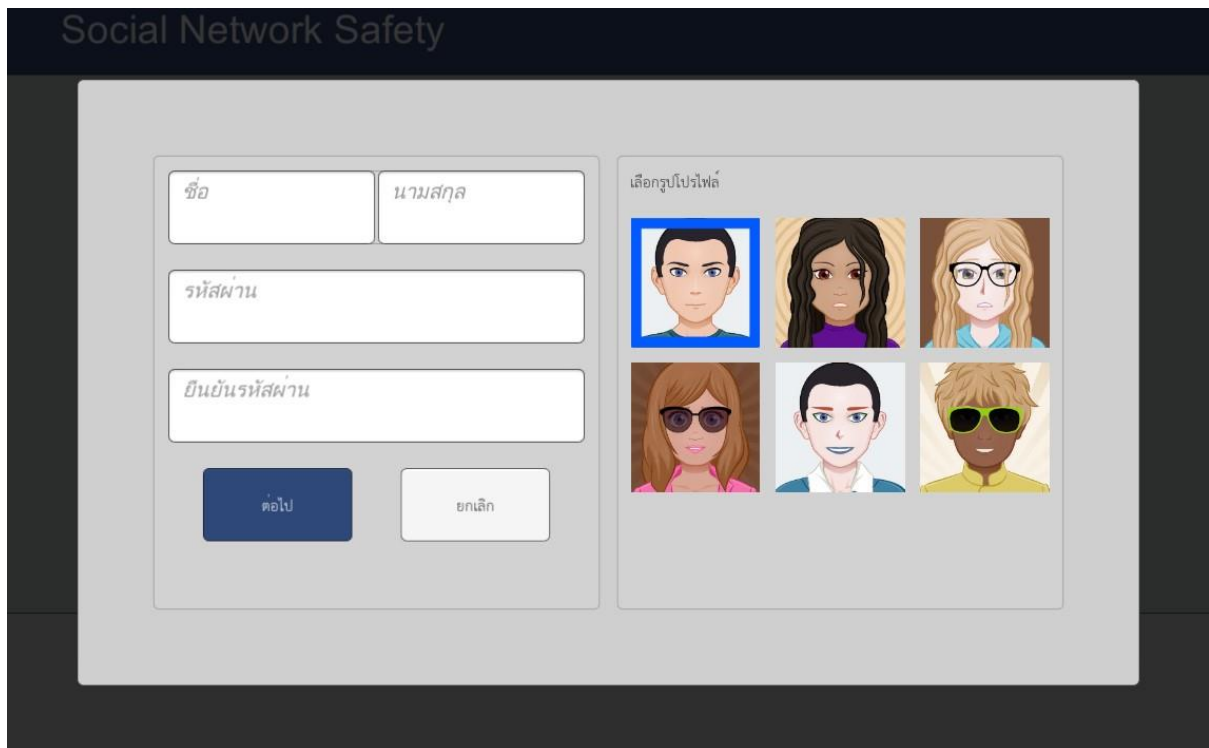 Social Network Safety
ชื่อ นามสกุล
รหัสผ่าน
ยืนยันรหัสผ่าน
ต่อไป ยกเลิก
เลือกรูปโปรไฟล์